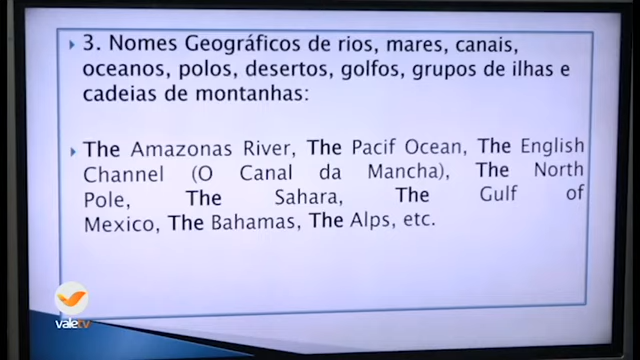 3. Nomes Geográficos de rios, mares, canais,
oceanos, polos, desertos, golfos, grupos de ilhas e
cadeias de montanhas:
The Amazonas River, The Pacif Ocean, The English
Channel (O Canal da Mancha), The North
Pole, The Sahara, The Gulf of
Mexico, The Bahamas, The Alps, etc.
valetv